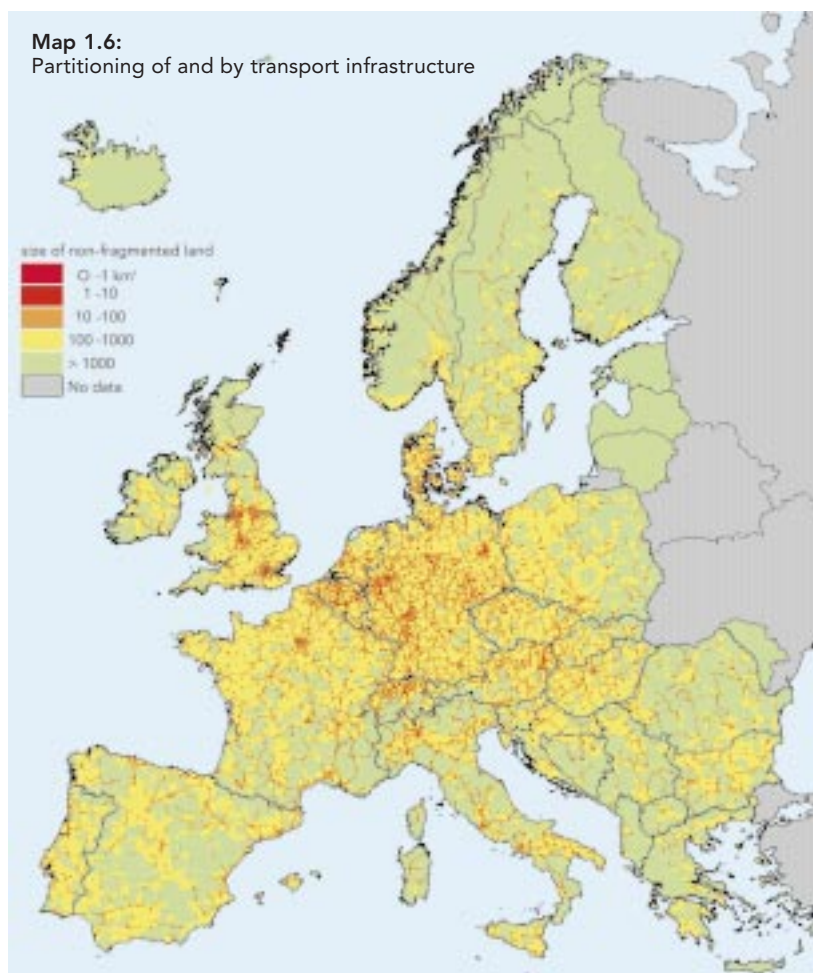 Map 1.6:
Partitioning of and by transport infrastructure
size of non-fragmented land
0 -1 km²
1 -10
10 -100
100 -1000
> 1000
No data